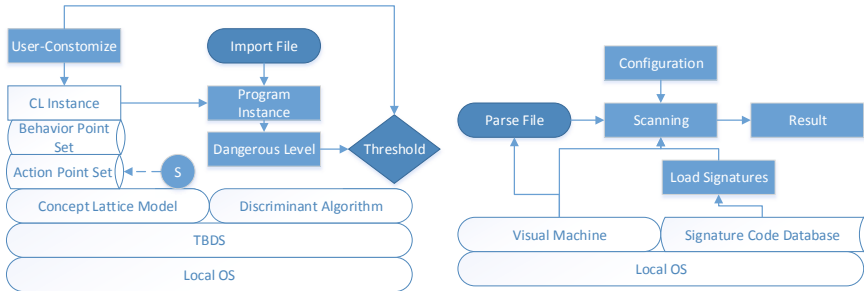 User-Constomize
Import File
CL Instance
Program
Instance
Behavior Point
Set
Dangerous Level
Threshold
Action Point Set
S
Concept Lattice Model
Discriminant Algorithm
TBDS
Local OS
Configuration
Parse File
Scanning
Result
Load Signatures
Visual Machine
Signature Code Database
Local OS